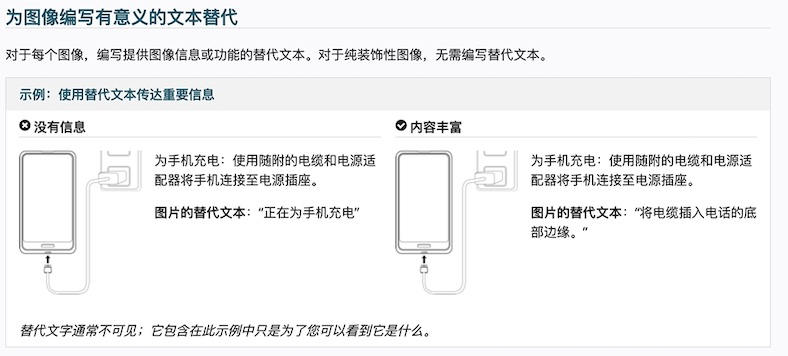 为图像编写有意义的文本替代
对于每个图像，编写提供图像信息或功能的替代文本。对于纯装饰性图像，无需编写替代文本。
示例：使用替代文本传达重要信息
没有信息
为手机充电：使用随附的电缆和电源适
配器将手机连接至电源插座。
图片的替代文本：“正在为手机充电”
内容丰富
为手机充电：使用随附的电缆和电源适
配器将手机连接至电源插座。
图片的替代文本：“将电缆插入电话的底
部边缘。”
替代文字通常不可见；它包含在此示例中只是为了您可以看到它是什么。